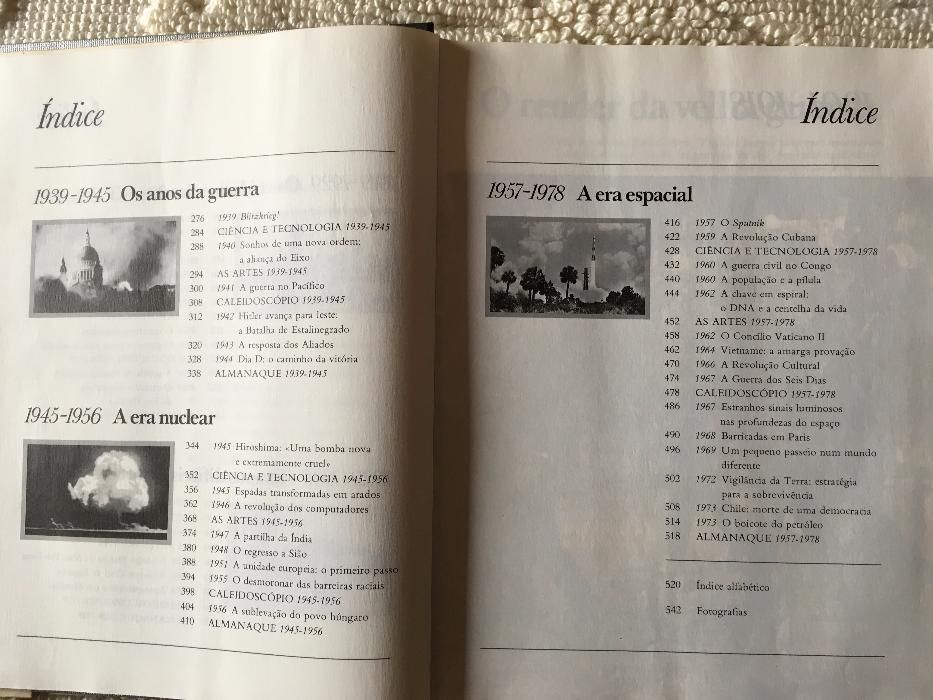 Índice
1939-1945 Os anos da guerra
276 1939 Blitzkrieg!
284 CIÊNCIA E TECNOLOGIA 1939-1945
288 1940 Sonhos de uma nova ordem:
a aliança do Eixo
294 AS ARTES 1939-1945
300 1941 A guerra no Pacífico
308 CALEIDOSCÓPIO 1939-1945
312 1942 Hitler avança para leste:
a Batalha de Estalinegrado
320 1943 A resposta dos Aliados
328 1944 Dia D: o caminho da vitória
338 ALMANAQUE 1939-1945
1945-1956 A era nuclear
344 1945 Hiroshima: «Uma bomba nova
e extremamente cruel»
352 CIÊNCIA E TECNOLOGIA 1945-1956
356 1945 Espadas transformadas em arados
362 1946 A revolução dos computadores
368 AS ARTES 1945-1956
374 1947 A partilha da Índia
380 1948 O regresso a Sião
388 1951 A unidade europeia: o primeiro passo
394 1955 O desmoronar das barreiras raciais
398 CALEIDOSCÓPIO 1945-1956
404 1956 A sublevação do povo húngaro
410 ALMANAQUE 1945-1956
Índice
1957-1978 A era espacial
416 1957 O Sputnik
422 1959 A Revolução Cubana
428 CIÊNCIA E TECNOLOGIA 1957-1978
432 1960 A guerra civil no Congo
440 1960 A população e a pílula
444 1962 A chave em espiral:
o DNA e a centelha da vida
452 AS ARTES 1957-1978
458 1962 O Concílio Vaticano II
462 1964 Vietname: a amarga provação
470 1966 A Revolução Cultural
474 1967 A Guerra dos Seis Dias
478 CALEIDOSCÓPIO 1957-1978
486 1967 Estranhos sinais luminosos
nas profundezas do espaço
490 1968 Barricadas em Paris
496 1969 Um pequeno passeio num mundo
diferente
502 1972 Vigilância da Terra: estratégia
para a sobrevivência
508 1973 Chile: morte de uma democracia
514 1973 O boicote do petróleo
518 ALMANAQUE 1957-1978
520 Índice alfabético
542 Fotografias